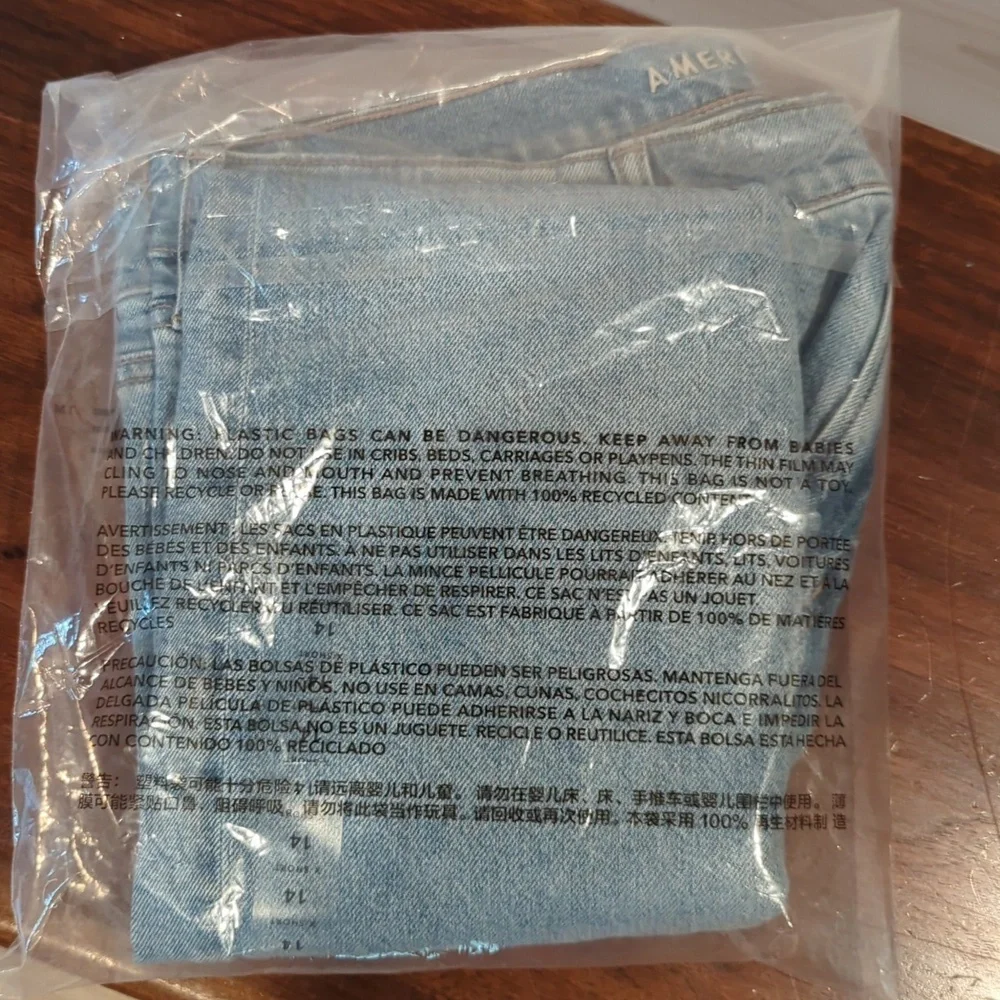 AMERI
WARNING: PLASTIC BAGS CAN BE DANGEROUS. KEEP AWAY FROM BABIES
AND CHILDREN. DO NOT USE IN CRIBS, BEDS, CARRIAGES OR PLAYPENS. THE THIN FILM MAY
CLING TO NOSE AND MOUTH AND PREVENT BREATHING. THIS BAG IS NOT A TOY.
PLEASE RECYCLE OR REUSE. THIS BAG IS MADE WITH 100% RECYCLED CONTENT
AVERTISSEMENT : LES SACS EN PLASTIQUE PEUVENT ÊTRE DANGEREUX. TENIR HORS DE PORTÉE
DES BÉBÉS ET DES ENFANTS. À NE PAS UTILISER DANS LES LITS D'ENFANTS, LITS, VOITURES
D'ENFANTS NI PARCS D'ENFANTS. LA MINCE PELLICULE POURRAIT ADHÉRER AU NEZ ET À LA
BOUCHE DE L'ENFANT ET L'EMPÊCHER DE RESPIRER. CE SAC N'EST PAS UN JOUET.
VEUILLEZ RECYCLER OU RÉUTILISER. CE SAC EST FABRIQUÉ À PARTIR DE 100% DE MATIÈRES
RECYCLÉS
14
PRECAUCIÓN: LAS BOLSAS DE PLÁSTICO PUEDEN SER PELIGROSAS. MANTENGA FUERA DEL
ALCANCE DE BEBÉS Y NIÑOS. NO USE EN CAMAS, CUNAS, COCHECITOS NICORRALITOS. LA
DELGADA PELÍCULA DE PLÁSTICO PUEDE ADHERIRSE A LA NARIZ Y BOCA E IMPEDIR LA
RESPIRACIÓN. ESTA BOLSA NO ES UN JUGUETE. RECICLE O REUTILICE. ESTA BOLSA ESTA HECHA
CON CONTENIDO 100% RECICLADO
警告： 塑料袋可能十分危险，请远离婴儿和儿童。 请勿在婴儿床、床、手推车或婴儿围栏中使用。薄
膜可能紧贴口鼻，阻碍呼吸。请勿将此袋当作玩具。请回收或再次使用。本袋采用 100% 再生材料制 造
14
X-SHORT
14
X-SHORT
14